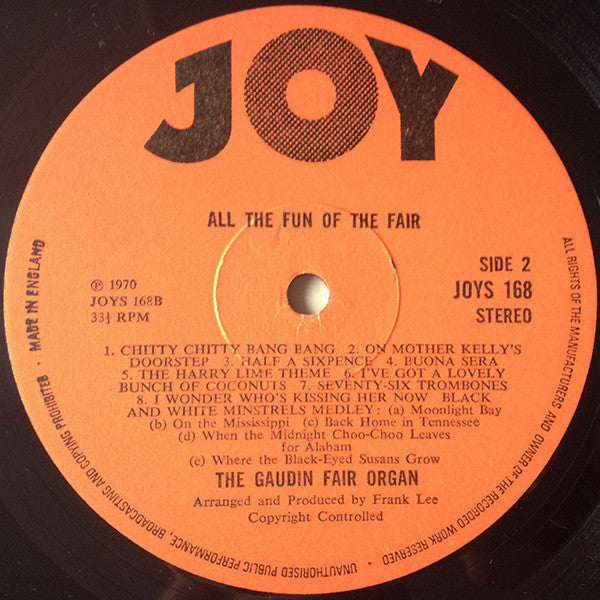 JOY
ALL THE FUN OF THE FAIR
SIDE 2
℗ 1970
JOYS 168
JOYS 168B
STEREO
33⅓ RPM
1. CHITTY CHITTY BANG BANG 2. ON MOTHER KELLY'S
DOORSTEP 3. HALF A SIXPENCE 4. BUONA SERA
5. THE HARRY LIME THEME 6. I'VE GOT A LOVELY
BUNCH OF COCONUTS 7. SEVENTY-SIX TROMBONES
8. I WONDER WHO'S KISSING HER NOW BLACK
AND WHITE MINSTRELS MEDLEY: (a) Moonlight Bay
(b) On the Mississippi (c) Back Home in Tennessee
(d) When the Midnight Choo-Choo Leaves
for Alabam
(e) Where the Black-Eyed Susans Grow
THE GAUDIN FAIR ORGAN
Arranged and Produced by Frank Lee
Copyright Controlled
ALL RIGHTS OF THE MANUFACTURERS AND OWNER OF THE RECORDED WORK RESERVED · UNAUTHORISED PUBLIC PERFORMANCE, BROADCASTING AND COPYING PROHIBITED · MADE IN ENGLAND